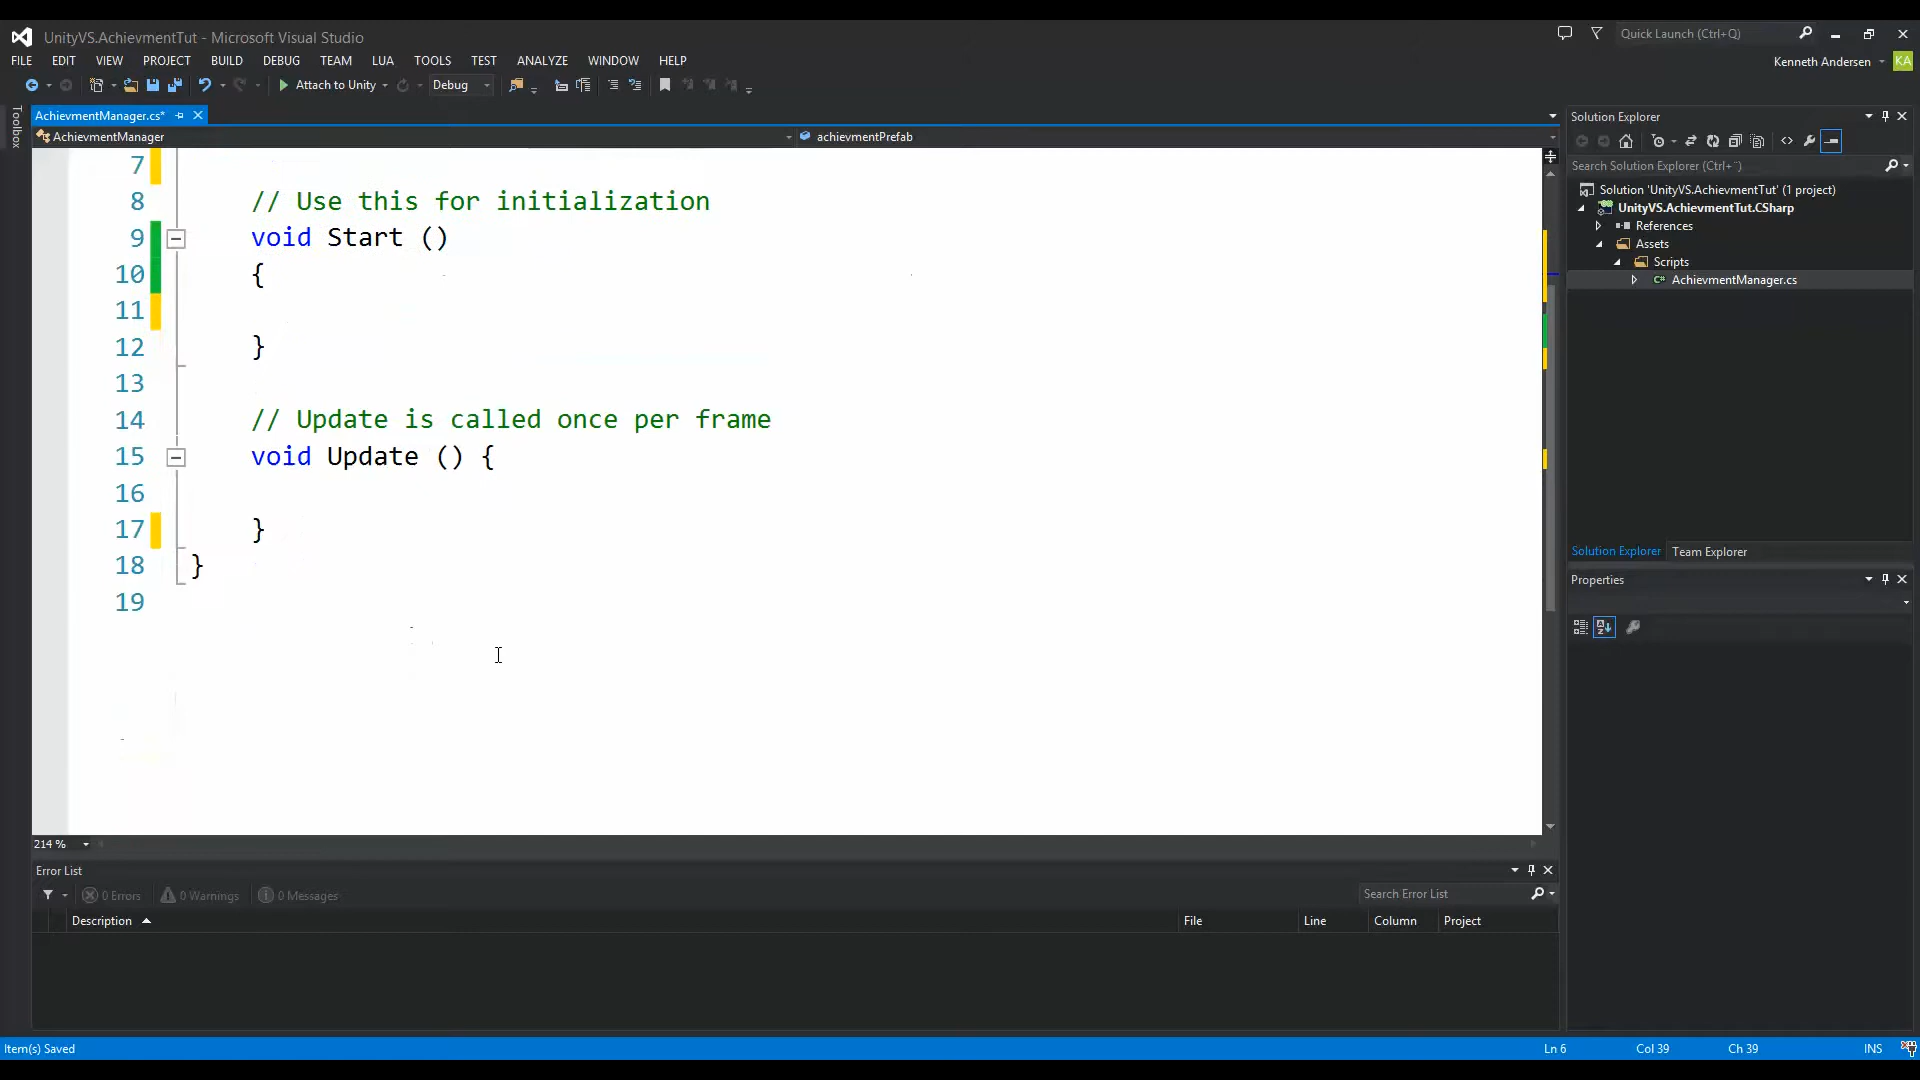 UnityVS.AchievmentTut - Microsoft Visual Studio
Quick Launch (Ctrl+Q)
FILE EDIT VIEW PROJECT BUILD DEBUG TEAM LUA TOOLS TEST ANALYZE WINDOW HELP
Kenneth Andersen KA
Attach to Unity Debug
Toolbox
AchievmentManager.cs*
AchievmentManager achievmentPrefab
7
8 // Use this for initialization
9 void Start ()
10 {
11
12 }
13
14 // Update is called once per frame
15 void Update () {
16
17 }
18 }
19
214 %
Solution Explorer
Search Solution Explorer (Ctrl+¨)
Solution 'UnityVS.AchievmentTut' (1 project)
UnityVS.AchievmentTut.CSharp
References
Assets
Scripts
C# AchievmentManager.cs
Solution Explorer Team Explorer
Properties
Error List
0 Errors 0 Warnings 0 Messages
Search Error List
Description File Line Column Project
Item(s) Saved Ln 6 Col 39 Ch 39 INS